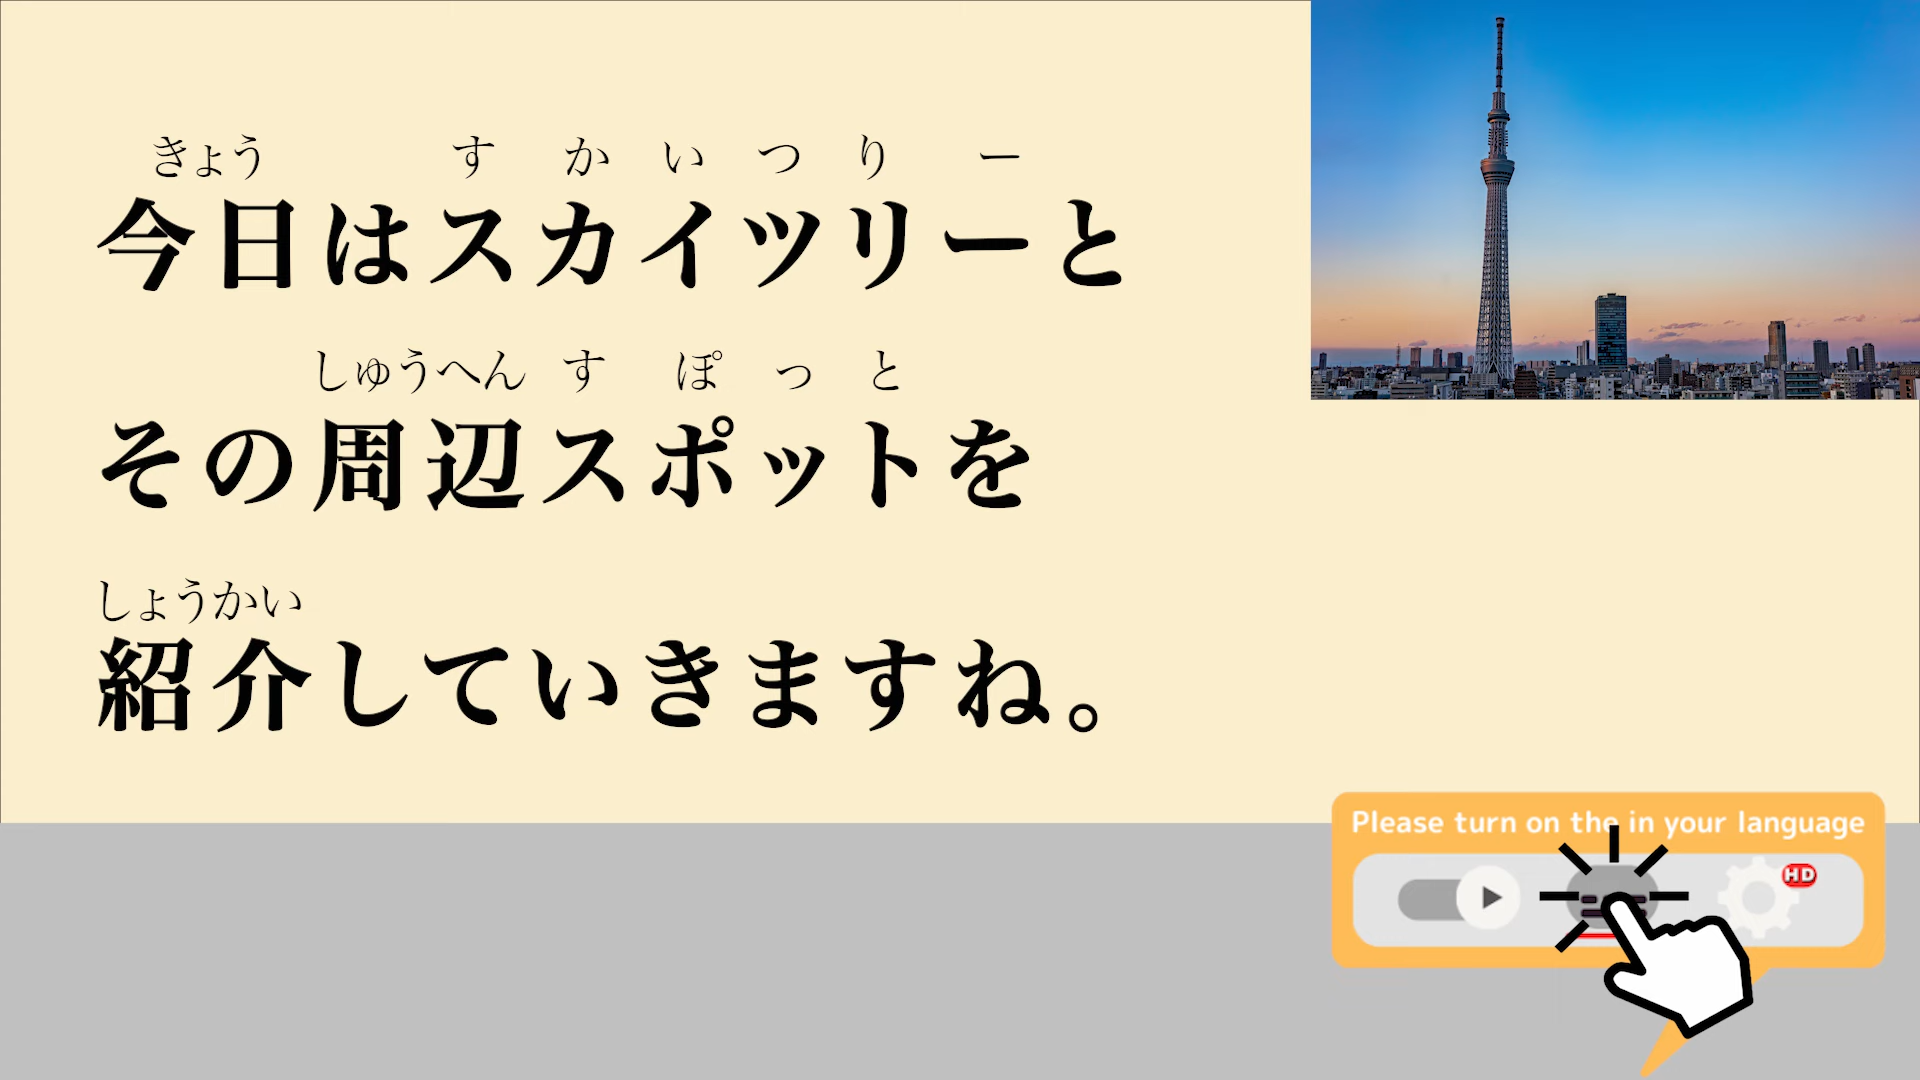 きょう すかいつりー
今日はスカイツリーと
しゅうへん すぽっと
その周辺スポットを
しょうかい
紹介していきますね。
Please turn on the in your language
HD